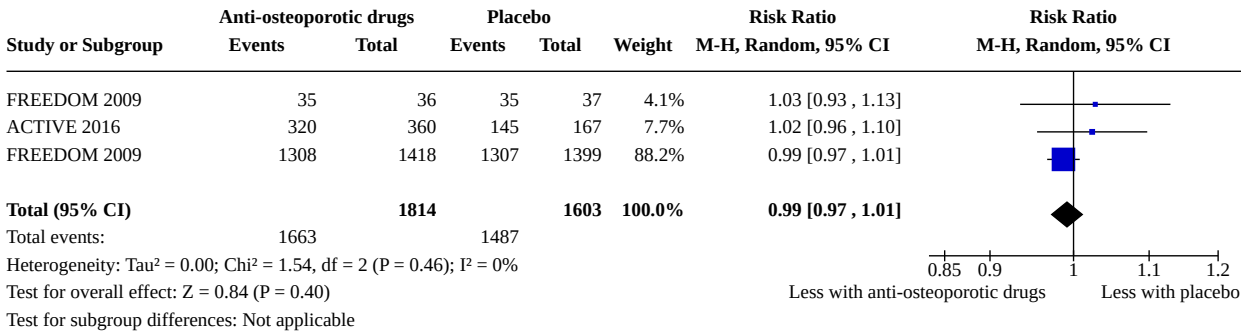 Anti-osteoporotic drugs Placebo Risk Ratio Risk Ratio
Study or Subgroup Events Total Events Total Weight M-H, Random, 95% CI M-H, Random, 95% CI
FREEDOM 2009 35 36 35 37 4.1% 1.03 [0.93 , 1.13]
ACTIVE 2016 320 360 145 167 7.7% 1.02 [0.96 , 1.10]
FREEDOM 2009 1308 1418 1307 1399 88.2% 0.99 [0.97 , 1.01]
Total (95% CI) 1814 1603 100.0% 0.99 [0.97 , 1.01]
Total events: 1663 1487
Heterogeneity: Tau² = 0.00; Chi² = 1.54, df = 2 (P = 0.46); I² = 0% 0.85 0.9 1 1.1 1.2
Test for overall effect: Z = 0.84 (P = 0.40) Less with anti-osteoporotic drugs Less with placebo
Test for subgroup differences: Not applicable